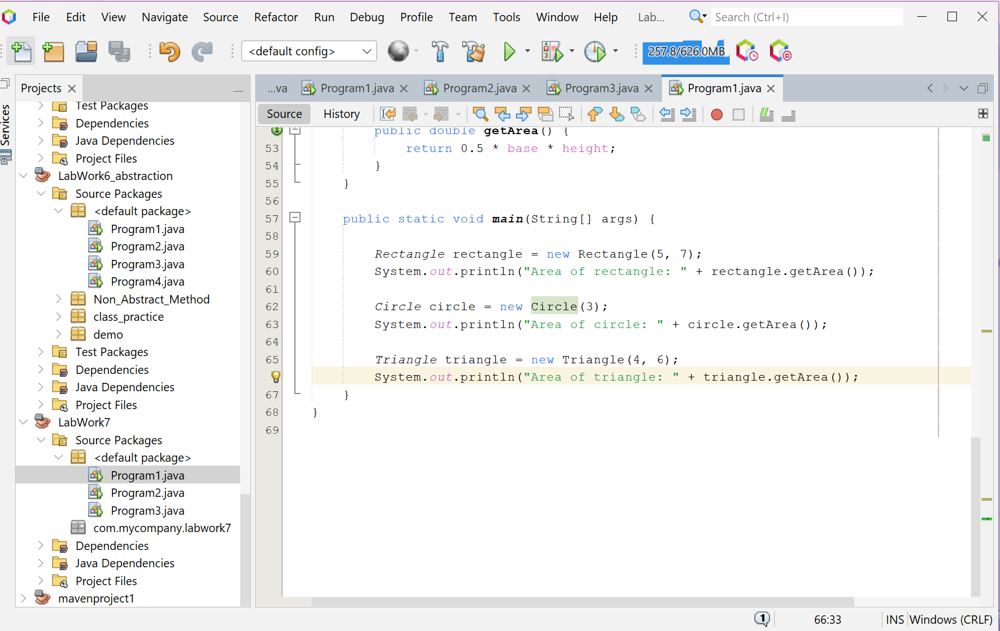 File Edit View Navigate Source Refactor Run Debug Profile Team Tools Window Help Lab... Search (Ctrl+I)
<default config> 257.8/626.0MB
Services
Projects
Test Packages
Dependencies
Java Dependencies
Project Files
LabWork6_abstraction
Source Packages
<default package>
Program1.java
Program2.java
Program3.java
Program4.java
Non_Abstract_Method
class_practice
demo
Test Packages
Dependencies
Java Dependencies
Project Files
LabWork7
Source Packages
<default package>
Program1.java
Program2.java
Program3.java
com.mycompany.labwork7
Dependencies
Java Dependencies
Project Files
mavenproject1
...va Program1.java Program2.java Program3.java Program1.java
Source History
public double getArea() {
53 return 0.5 * base * height;
54 }
55 }
56
57 public static void main(String[] args) {
58
59 Rectangle rectangle = new Rectangle(5, 7);
60 System.out.println("Area of rectangle: " + rectangle.getArea());
61
62 Circle circle = new Circle(3);
63 System.out.println("Area of circle: " + circle.getArea());
64
65 Triangle triangle = new Triangle(4, 6);
System.out.println("Area of triangle: " + triangle.getArea());
67 }
68 }
69
1 66:33 INS Windows (CRLF)